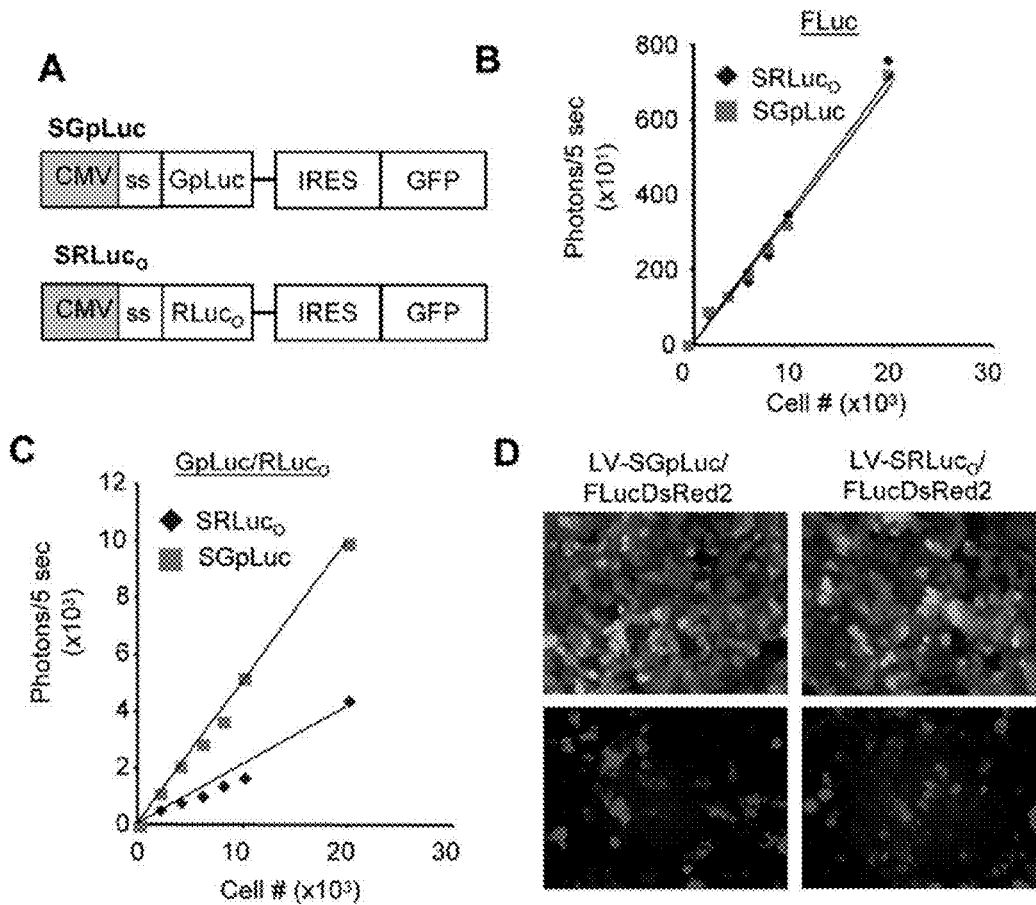 A
SGpLuc
CMV ss GpLuc IRES GFP
SRLucO
CMV ss RLucO IRES GFP
B
FLuc
SRLucO
SGpLuc
Photons/5 sec
(x10¹)
800
600
400
200
0
0 10 20 30
Cell # (x10³)
C
GpLuc/RLucO
SRLucO
SGpLuc
Photons/5 sec
(x10³)
12
10
8
6
4
2
0
0 10 20 30
Cell # (x10³)
D
LV-SGpLuc/
FLucDsRed2
LV-SRLucO/
FLucDsRed2